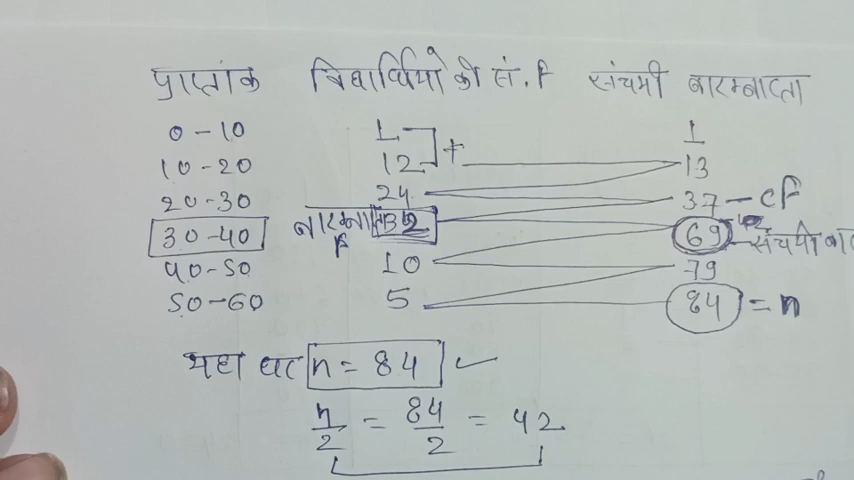 प्राप्तांक विद्यार्थियो की सं. f संचयी बारम्बारता
0-10 1 1
10-20 12 + 13
20-30 24 37 - cf
30-40 बारम्बारता 32 69 संचयी
f
40-50 10 79
50-60 5 84 = n
यहा पर n = 84 ✓
n/2 = 84/2 = 42